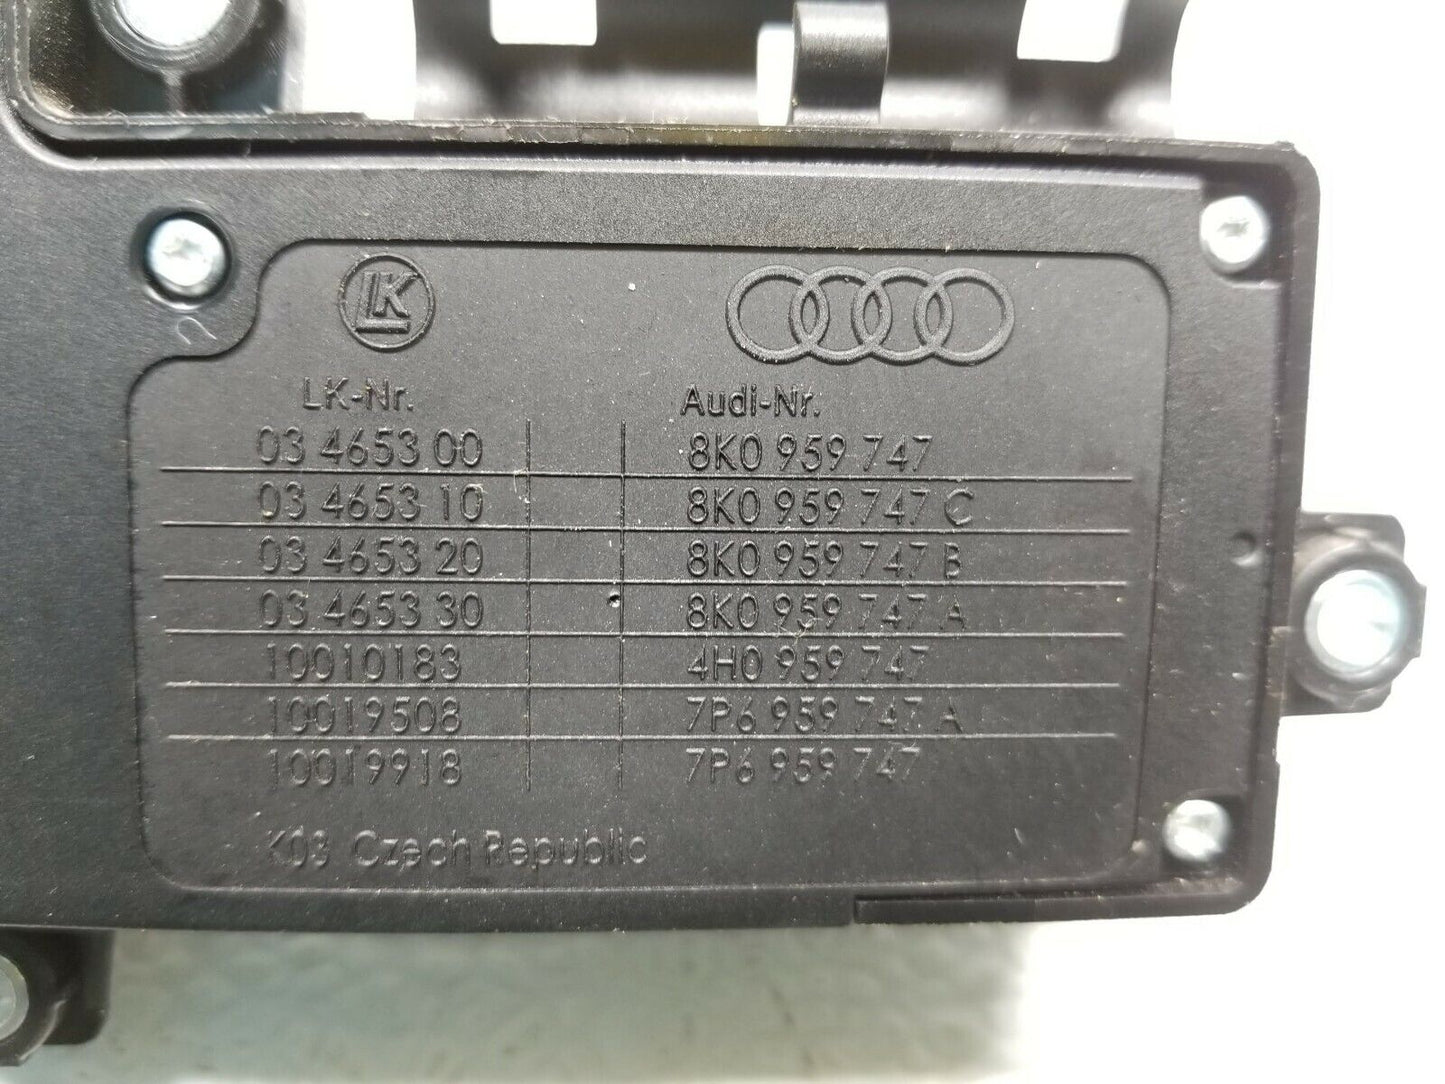 LK
LK-Nr. Audi-Nr.
03 4653 00 8K0 959 747
03 4653 10 8K0 959 747 C
03 4653 20 8K0 959 747 B
03 4653 30 8K0 959 747 A
10010183 4H0 959 747
10019508 7P6 959 747 A
10019918 7P6 959 747
K03 Czech Republic